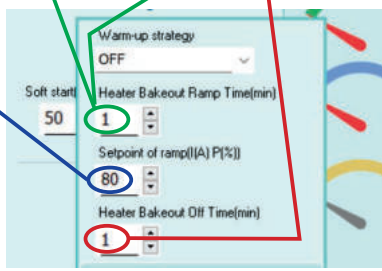 Warm-up strategy
OFF
Soft start(
Heater Bakeout Ramp Time(min)
50
1
Setpoint of ramp(I(A) P(%))
80
Heater Bakeout Off Time(min)
1